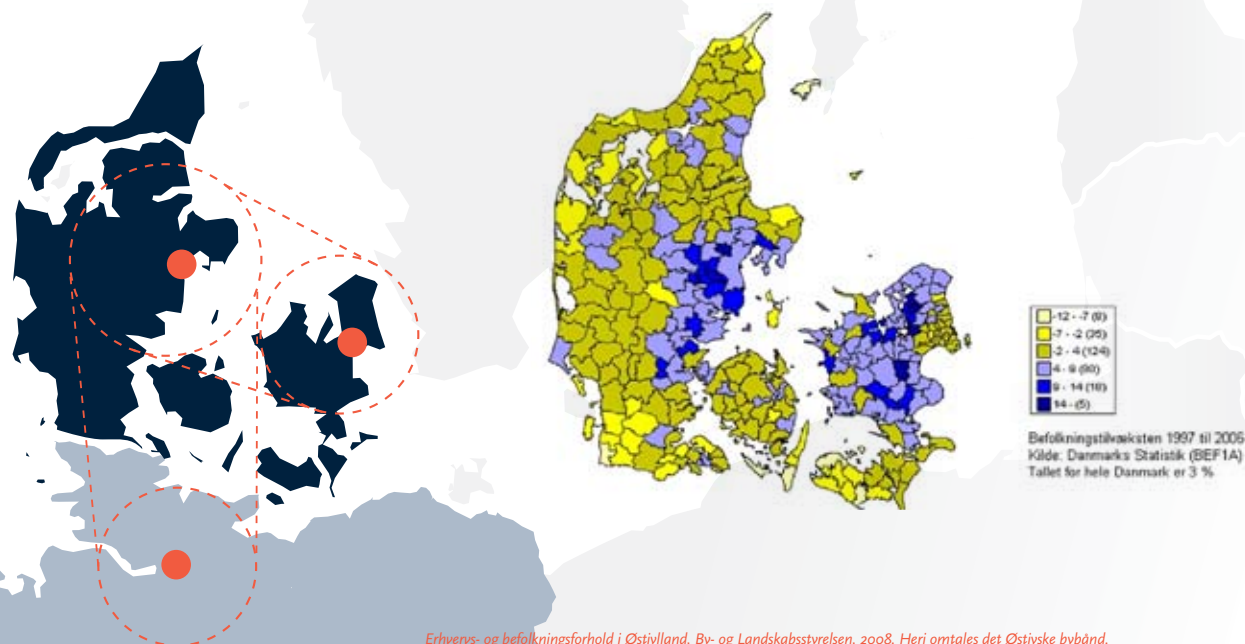 -12 - -7 (9)
-7 - -2 (25)
-2 - 4 (124)
4 - 9 (90)
9 - 14 (18)
14 - (5)
Befolkningstilvæksten 1997 til 2006
Kilde: Danmarks Statistik (BEF1A)
Tallet for hele Danmark er 3 %
Erhvervs- og befolkningsforhold i Østjylland. By- og Landskabsstyrelsen, 2008. Heri omtales det Østjyske bybånd.